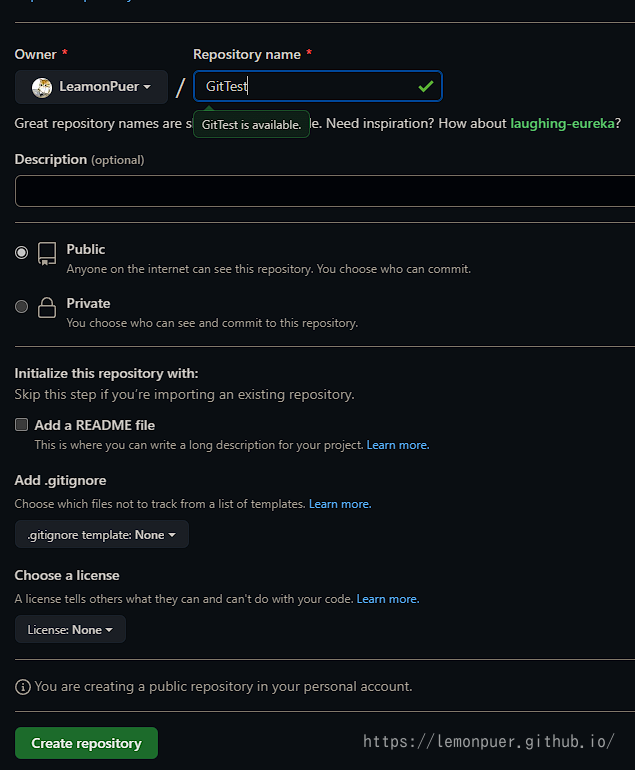 Owner * Repository name *
LeamonPuer / GitTest
Great repository names are s e. Need inspiration? How about laughing-eureka?
GitTest is available.
Description (optional)
Public
Anyone on the internet can see this repository. You choose who can commit.
Private
You choose who can see and commit to this repository.
Initialize this repository with:
Skip this step if you're importing an existing repository.
Add a README file
This is where you can write a long description for your project. Learn more.
Add .gitignore
Choose which files not to track from a list of templates. Learn more.
.gitignore template: None
Choose a license
A license tells others what they can and can't do with your code. Learn more.
License: None
You are creating a public repository in your personal account.
Create repository
https://lemonpuer.github.io/